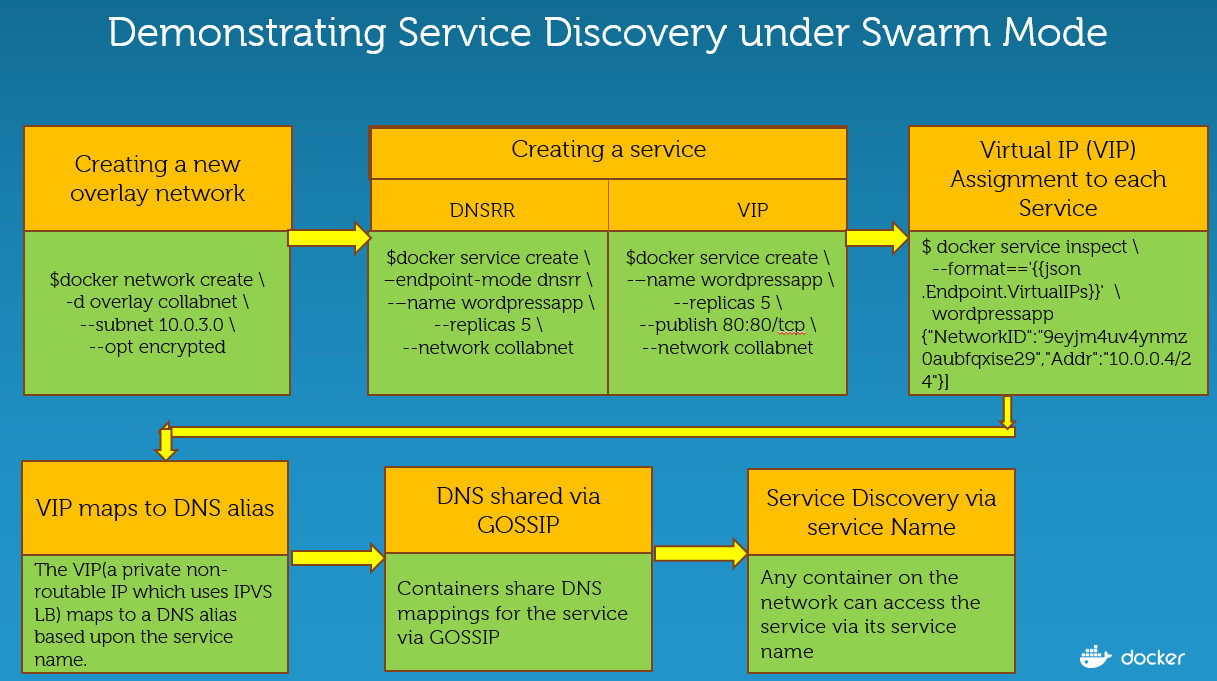 Demonstrating Service Discovery under Swarm Mode
Creating a new
overlay network
$docker network create \
-d overlay collabnet \
--subnet 10.0.3.0 \
--opt encrypted
Creating a service
DNSRR
$docker service create \
–endpoint-mode dnsrr \
-–name wordpressapp \
--replicas 5 \
--network collabnet
VIP
$docker service create \
-–name wordpressapp \
--replicas 5 \
--publish 80:80/tcp \
--network collabnet
Virtual IP (VIP)
Assignment to each
Service
$ docker service inspect \
--format=='{{json
.Endpoint.VirtualIPs}}' \
wordpressapp
{"NetworkID":"9eyjm4uv4ynmz
0aubfqxise29","Addr":"10.0.0.4/2
4"}]
VIP maps to DNS alias
The VIP(a private non-
routable IP which uses IPVS
LB) maps to a DNS alias
based upon the service
name.
DNS shared via
GOSSIP
Containers share DNS
mappings for the service
via GOSSIP
Service Discovery via
service Name
Any container on the
network can access the
service via its service
name
docker